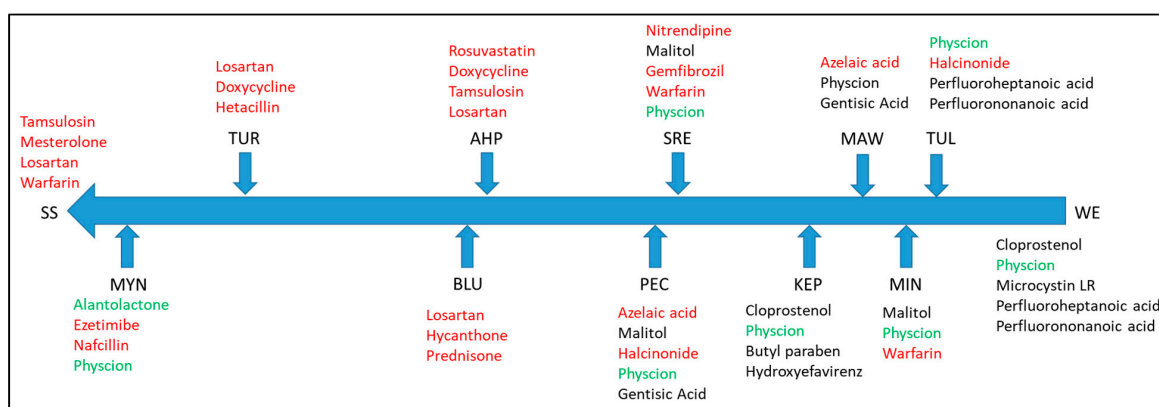 Tamsulosin
Mesterolone
Losartan
Warfarin
SS
Losartan
Doxycycline
Hetacillin
TUR
Rosuvastatin
Doxycycline
Tamsulosin
Losartan
AHP
Nitrendipine
Malitol
Gemfibrozil
Warfarin
Physcion
SRE
Azelaic acid
Physcion
Gentisic Acid
MAW
Physcion
Halcinonide
Perfluoroheptanoic acid
Perfluorononanoic acid
TUL
WE
Cloprostenol
Physcion
Microcystin LR
Perfluoroheptanoic acid
Perfluorononanoic acid
MYN
Alantolactone
Ezetimibe
Nafcillin
Physcion
BLU
Losartan
Hycanthone
Prednisone
PEC
Azelaic acid
Malitol
Halcinonide
Physcion
Gentisic Acid
KEP
Cloprostenol
Physcion
Butyl paraben
Hydroxyefavirenz
MIN
Malitol
Physcion
Warfarin